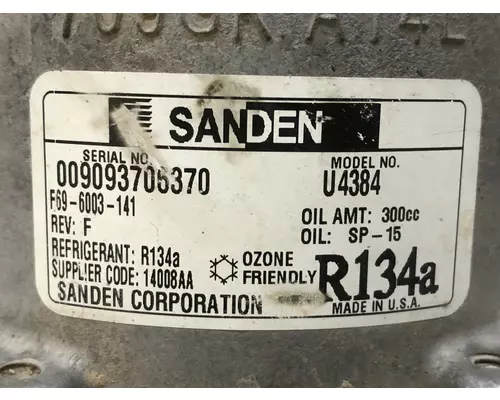 SANDEN
SERIAL NO. MODEL NO.
009093706370 U4384
F69-6003-141 OIL AMT: 300cc
REV: F OIL: SP-15
REFRIGERANT: R134a OZONE
SUPPLIER CODE: 14008AA FRIENDLY R134a
SANDEN CORPORATION MADE IN U.S.A.